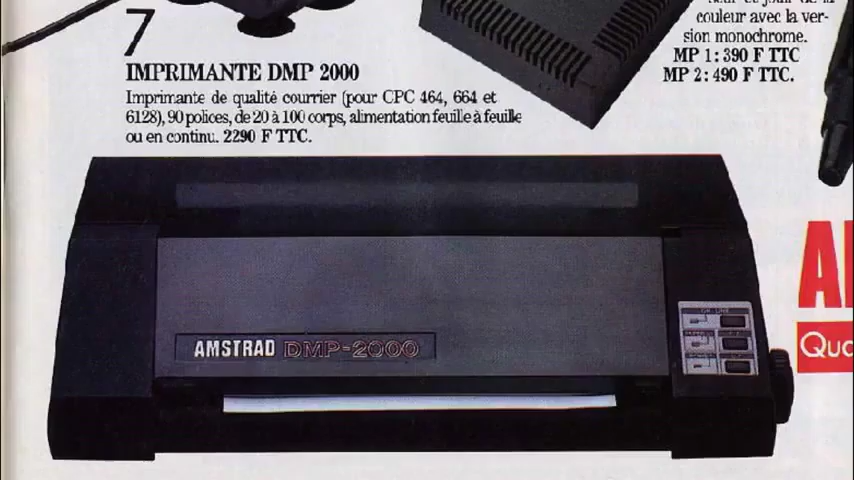 7
IMPRIMANTE DMP 2000
Imprimante de qualité courrier (pour CPC 464, 664 et
6128), 90 polices, de 20 à 100 corps, alimentation feuille à feuille
ou en continu. 2290 F TTC.
couleur avec la ver-
sion monochrome.
MP 1 : 390 F TTC
MP 2 : 490 F TTC.
AMSTRAD DMP-2000
ON LINE